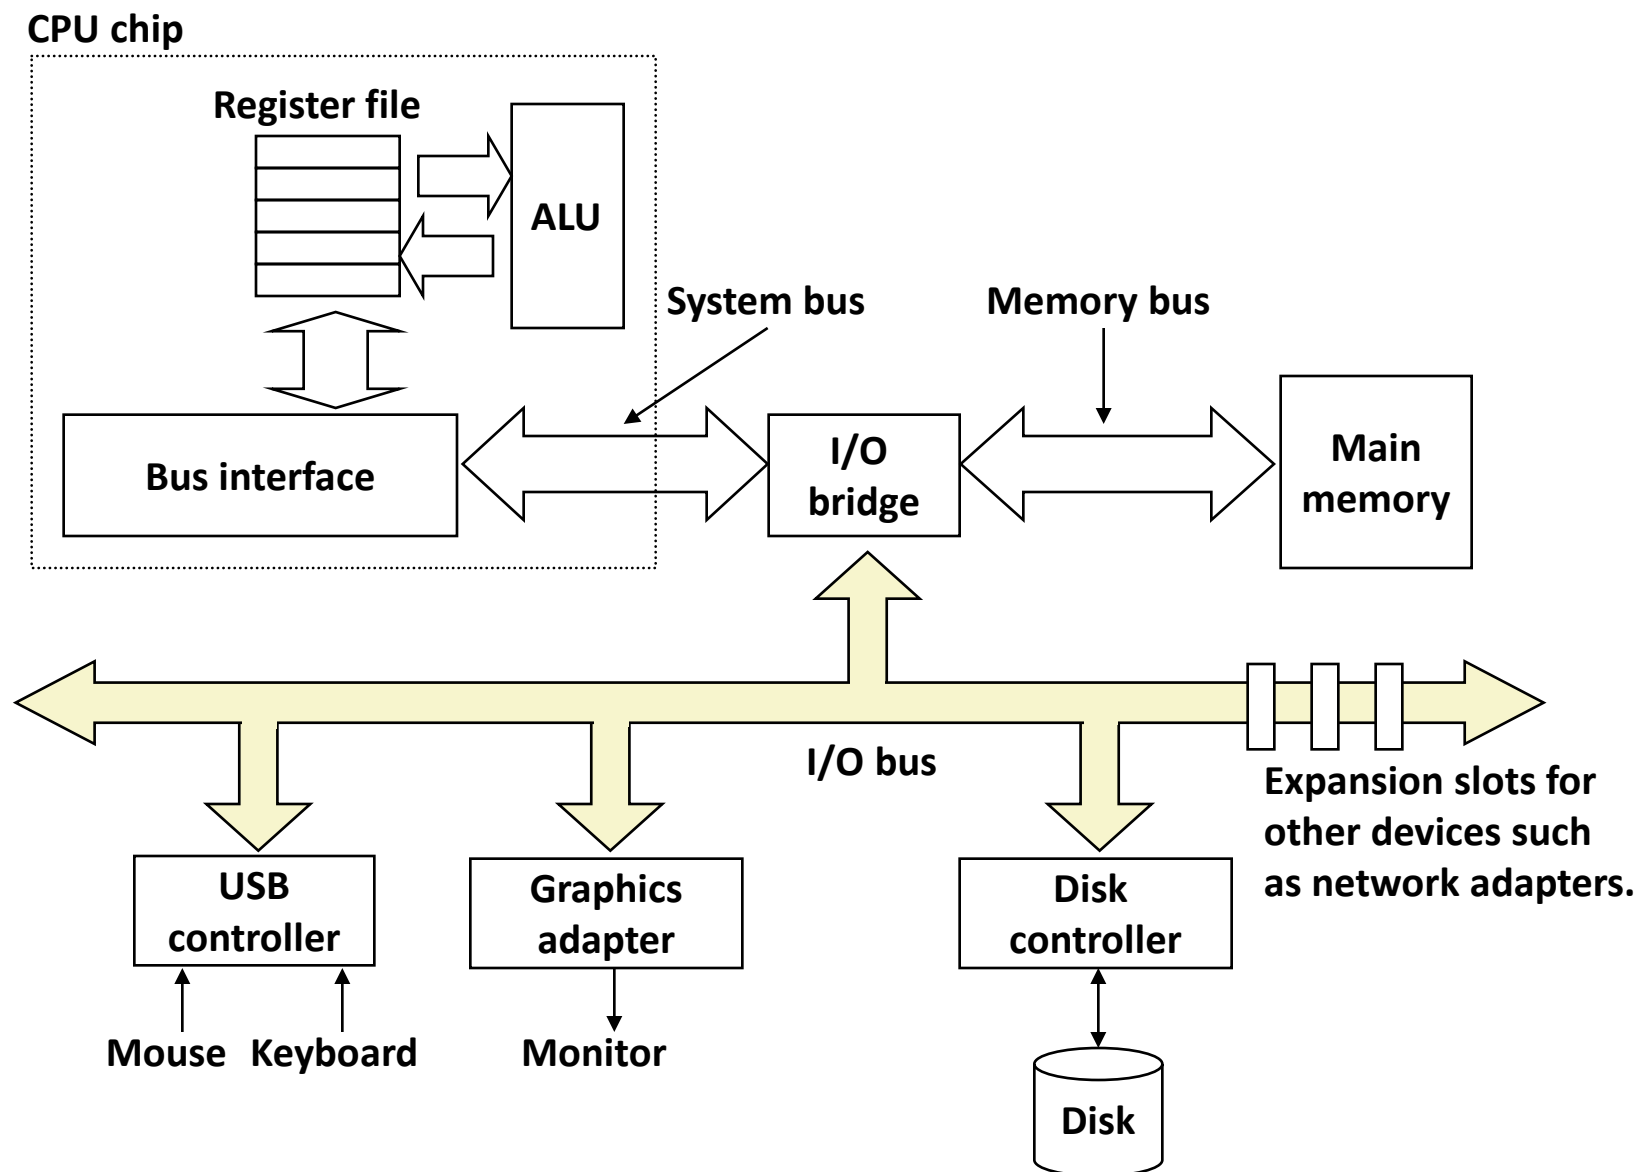 CPU chip
Register file
ALU
System bus
Memory bus
Bus interface
I/O
bridge
Main
memory
I/O bus
Expansion slots for
other devices such
as network adapters.
USB
controller
Graphics
adapter
Disk
controller
Mouse
Keyboard
Monitor
Disk